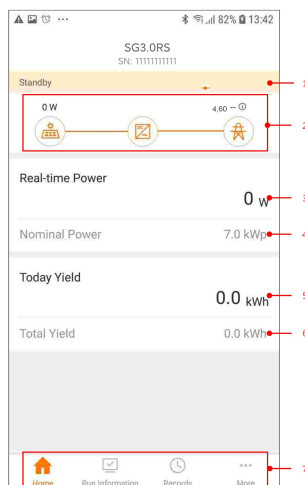 82% 13:42
SG3.0RS
SN: 11111111111
Standby
1
0 W
4.60 -- ⓘ
2
Real-time Power
0 W
3
Nominal Power
7.0 kWp
4
Today Yield
0.0 kWh
5
Total Yield
0.0 kWh
6
Home Run Information Records More
7